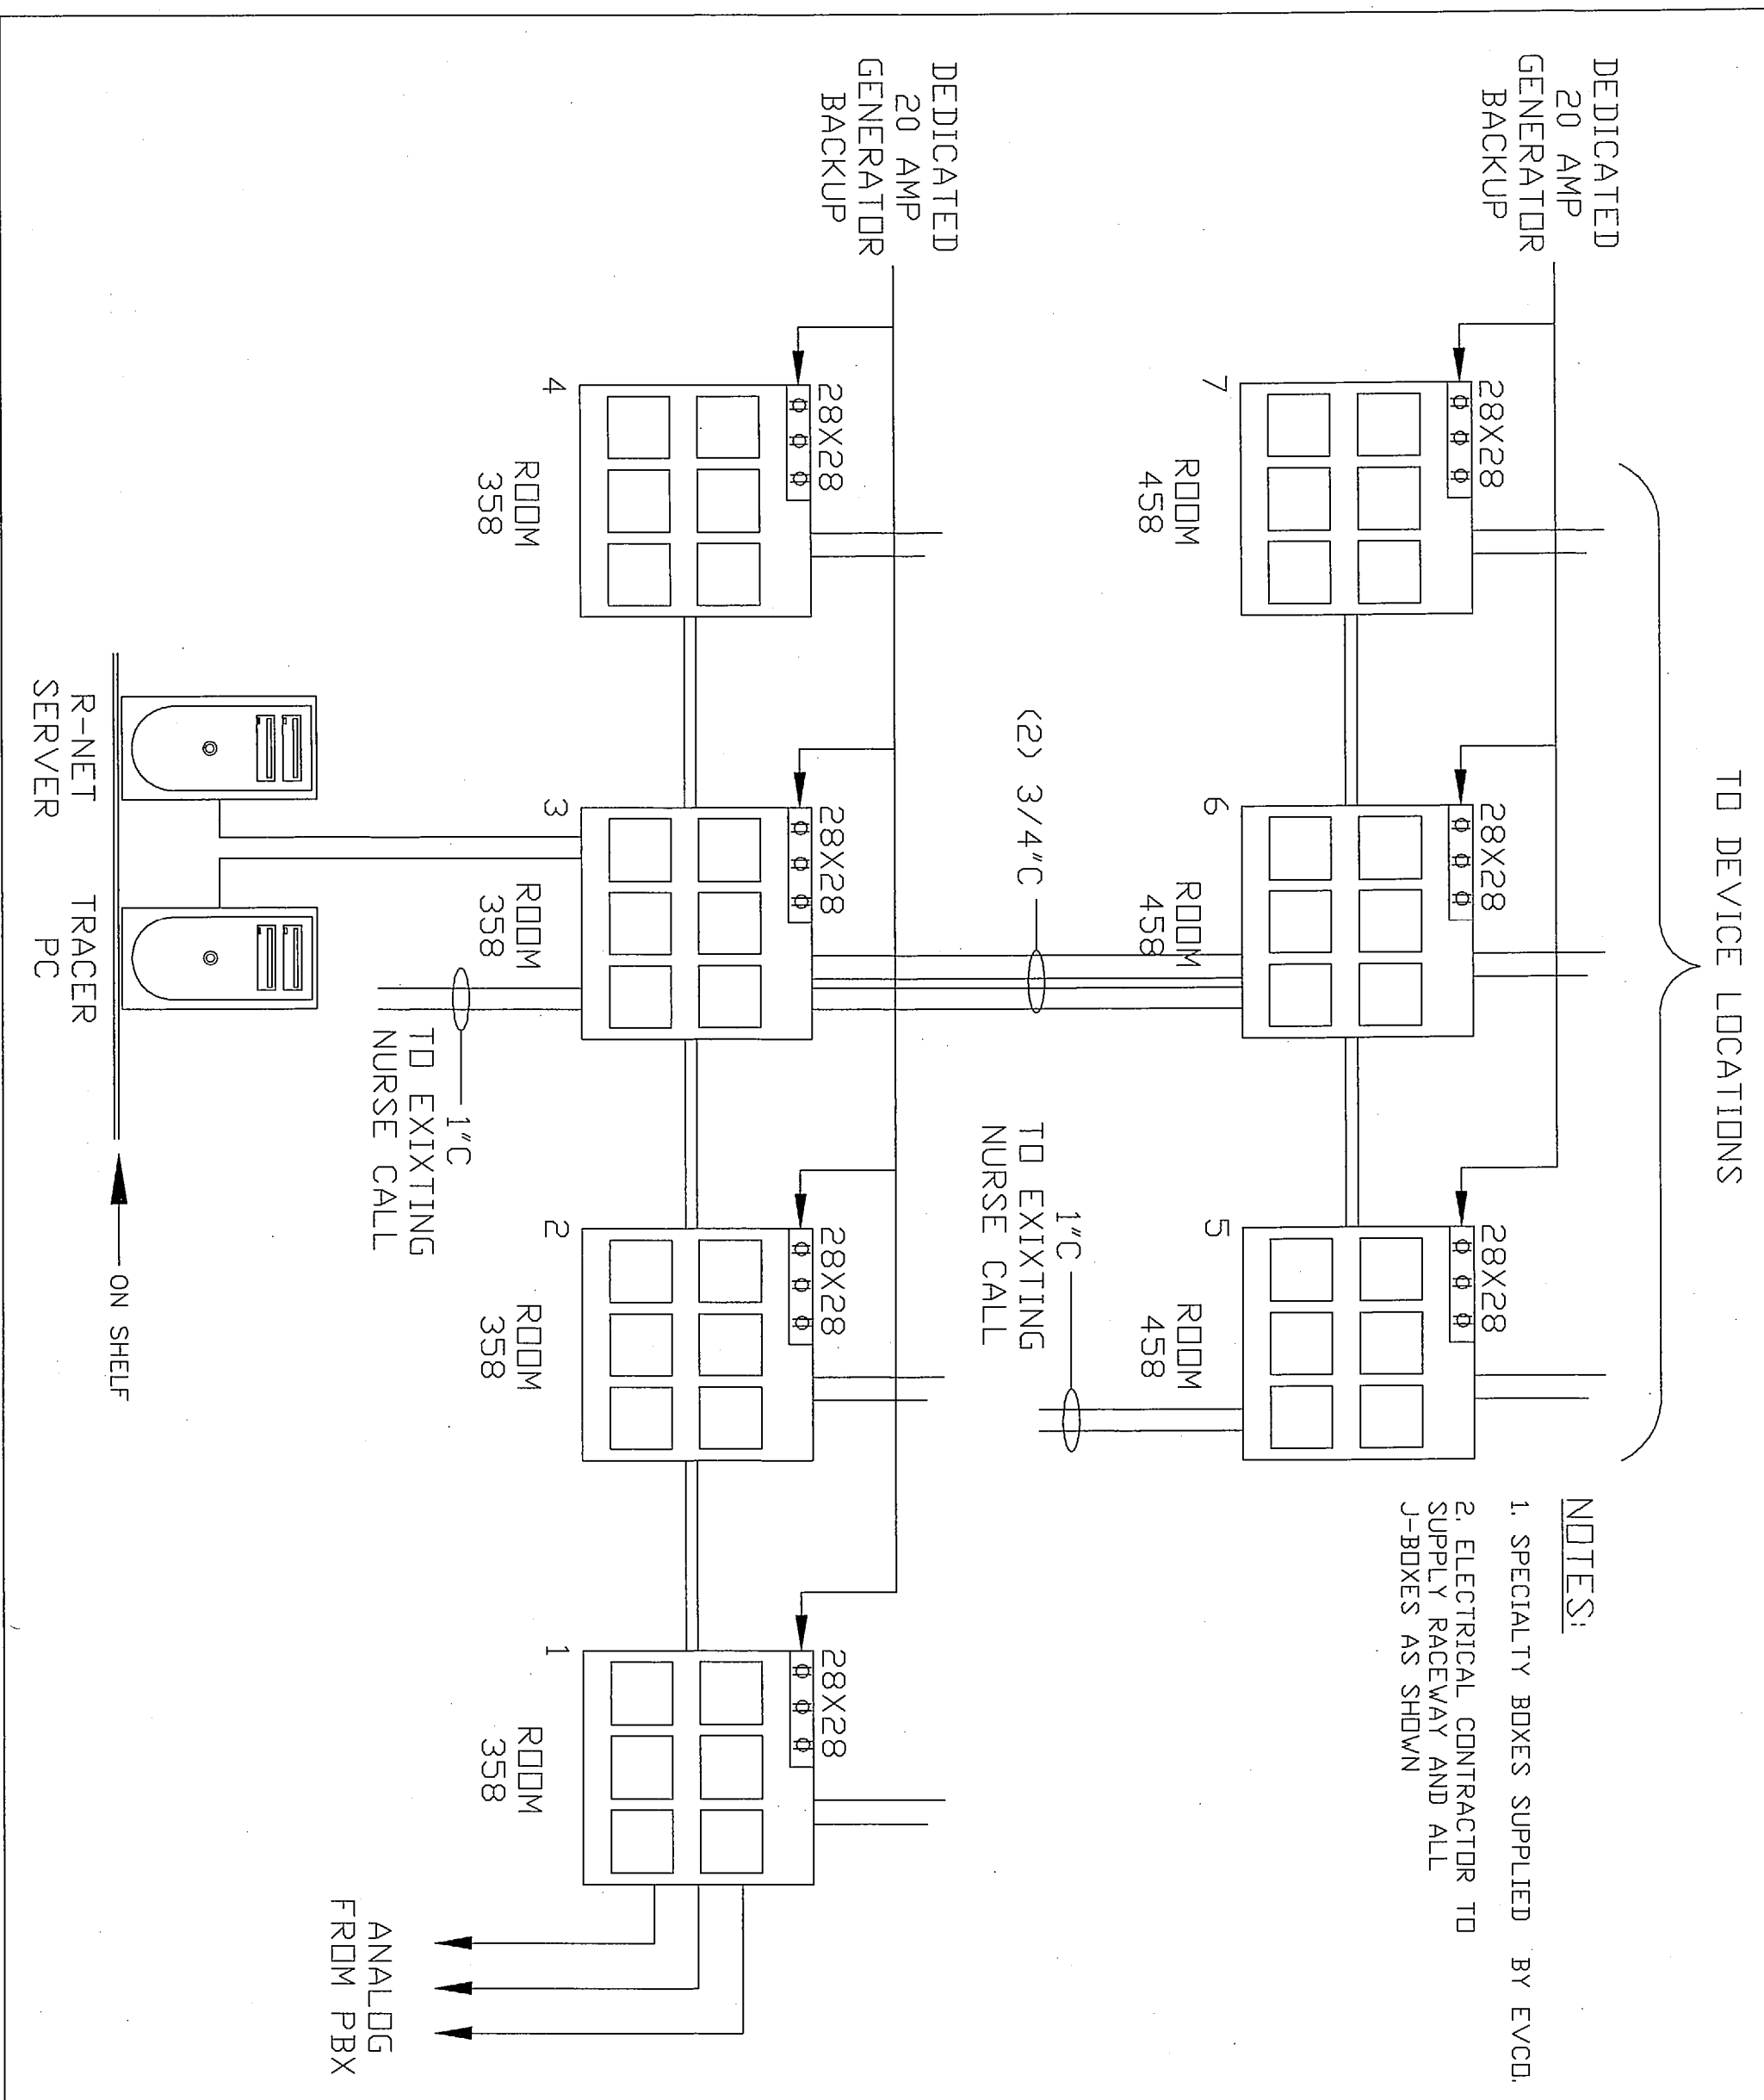 TO DEVICE LOCATIONS
DEDICATED
20 AMP
GENERATOR
BACKUP
28X28
28X28
28X28
7
6
5
ROOM
458
ROOM
458
ROOM
458
NOTES:
1. SPECIALTY BOXES SUPPLIED BY EVCO.
2. ELECTRICAL CONTRACTOR TO
SUPPLY RACEWAY AND ALL
J-BOXES AS SHOWN
(2) 3/4"C
1"C
TO EXIXTING
NURSE CALL
DEDICATED
20 AMP
GENERATOR
BACKUP
28X28
28X28
28X28
28X28
4
3
2
1
ROOM
358
ROOM
358
ROOM
358
ROOM
358
1"C
TO EXIXTING
NURSE CALL
ANALOG
FROM PBX
R-NET
SERVER
TRACER
PC
ON SHELF